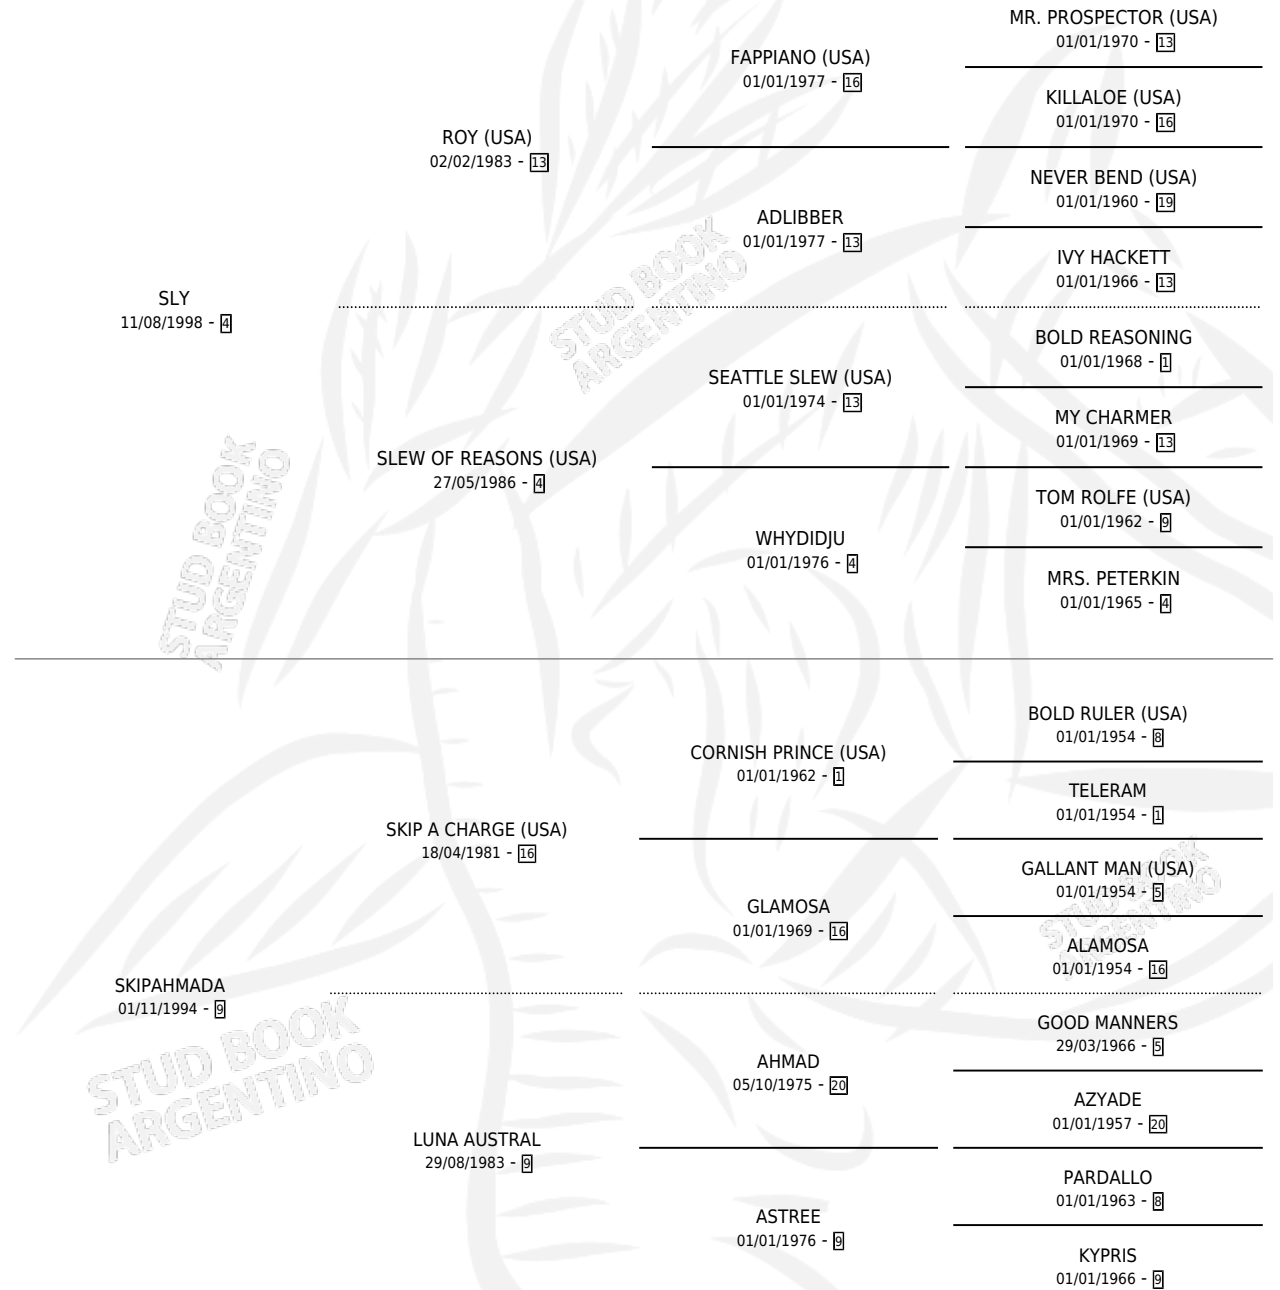 MR. PROSPECTOR (USA)
01/01/1970 - 13
FAPPIANO (USA)
01/01/1977 - 16
KILLALOE (USA)
01/01/1970 - 16
ROY (USA)
02/02/1983 - 13
NEVER BEND (USA)
01/01/1960 - 19
ADLIBBER
01/01/1977 - 13
IVY HACKETT
01/01/1966 - 13
SLY
11/08/1998 - 4
STUD BOOK
ARGENTINO
BOLD REASONING
01/01/1968 - 1
SEATTLE SLEW (USA)
01/01/1974 - 13
MY CHARMER
01/01/1969 - 13
SLEW OF REASONS (USA)
27/05/1986 - 4
TOM ROLFE (USA)
01/01/1962 - 9
WHYDIDJU
01/01/1976 - 4
MRS. PETERKIN
01/01/1965 - 4
STUD BOOK
ARGENTINO
BOLD RULER (USA)
01/01/1954 - 8
CORNISH PRINCE (USA)
01/01/1962 - 1
TELERAM
01/01/1954 - 1
SKIP A CHARGE (USA)
18/04/1981 - 16
GALLANT MAN (USA)
01/01/1954 - 5
GLAMOSA
01/01/1969 - 16
STUD BOOK
ARGENTINO
ALAMOSA
01/01/1954 - 16
SKIPAHMADA
01/11/1994 - 9
STUD BOOK
ARGENTINO
GOOD MANNERS
29/03/1966 - 5
AHMAD
05/10/1975 - 20
AZYADE
01/01/1957 - 20
LUNA AUSTRAL
29/08/1983 - 9
PARDALLO
01/01/1963 - 8
ASTREE
01/01/1976 - 9
KYPRIS
01/01/1966 - 9